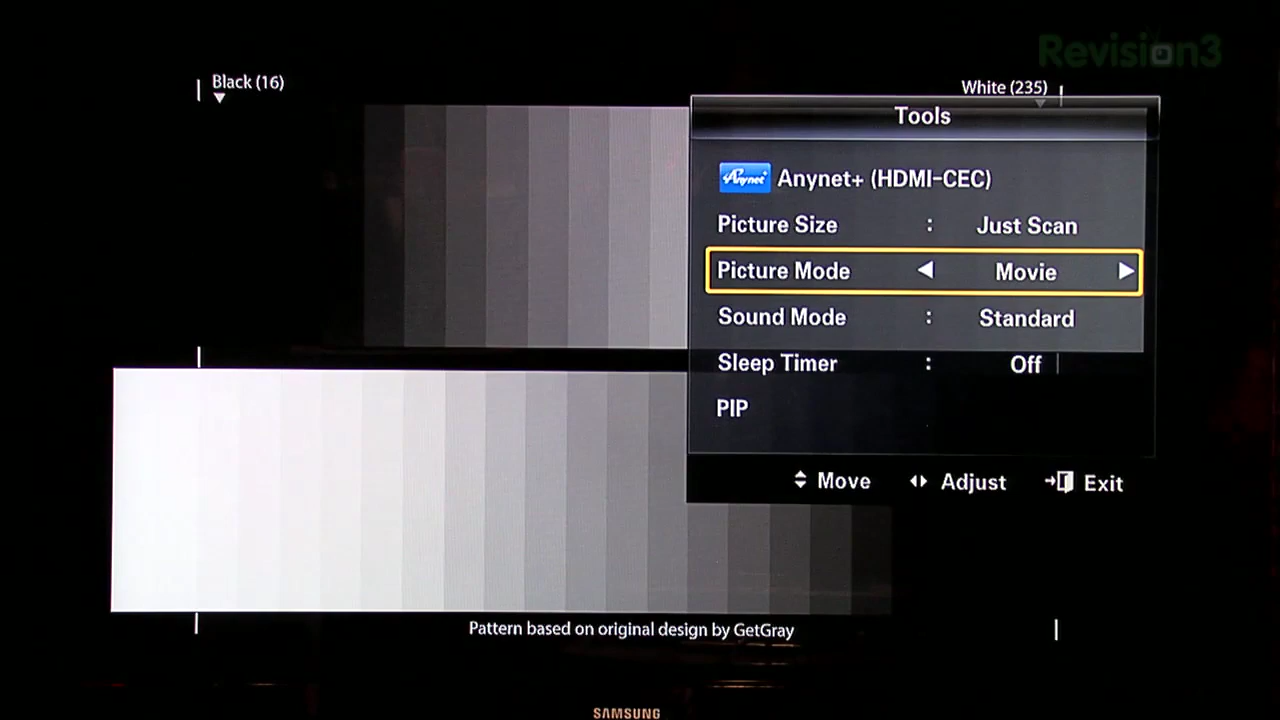 Revision3
Black (16)
White (235)
Tools
Anynet+ Anynet+ (HDMI-CEC)
Picture Size : Just Scan
Picture Mode ◀ Movie ▶
Sound Mode : Standard
Sleep Timer : Off
PIP
Move Adjust Exit
Pattern based on original design by GetGray
SAMSUNG